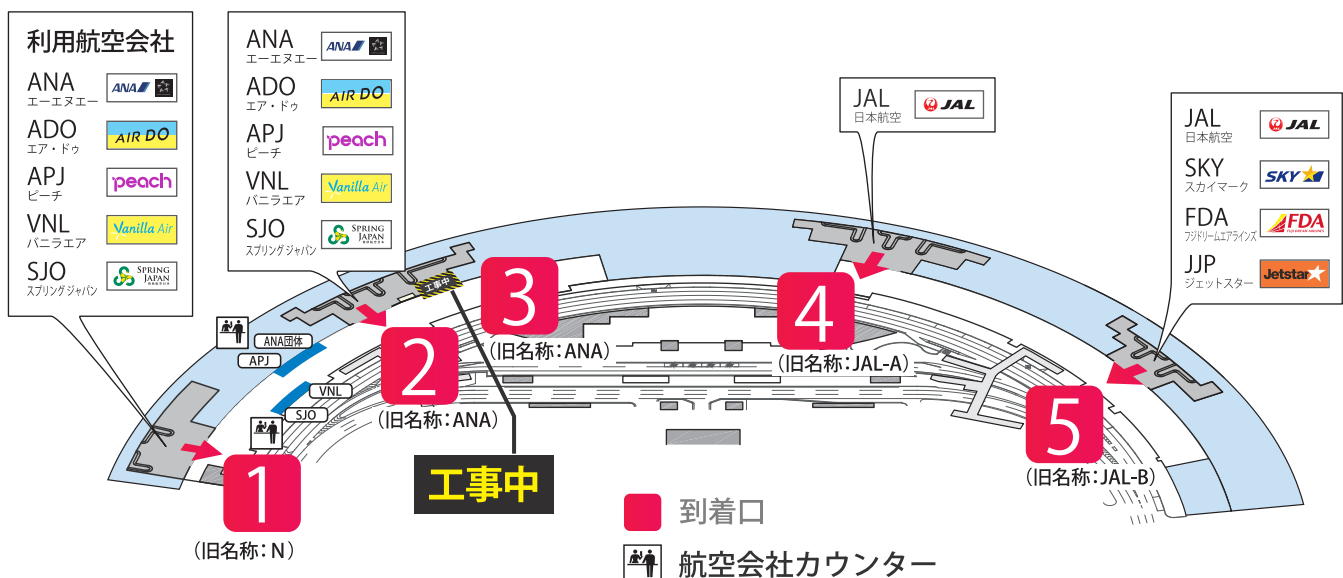 利用航空会社
ANA
エーエヌエー
ANA
ADO
エア・ドゥ
AIR DO
APJ
ピーチ
peach
VNL
バニラエア
Vanilla Air
SJO
スプリングジャパン
SPRING
JAPAN
ANA
エーエヌエー
ANA
ADO
エア・ドゥ
AIR DO
APJ
ピーチ
peach
VNL
バニラエア
Vanilla Air
SJO
スプリングジャパン
SPRING
JAPAN
JAL
日本航空
JAL
JAL
日本航空
JAL
SKY
スカイマーク
SKY
FDA
フジドリームエアラインズ
FDA
FUJI DREAM AIRLINES
JJP
ジェットスター
Jetstar
工事中
ANA団体
APJ
VNL
SJO
1
(旧名称:N)
2
(旧名称:ANA)
3
(旧名称:ANA)
4
(旧名称:JAL-A)
5
(旧名称:JAL-B)
工事中
到着口
航空会社カウンター